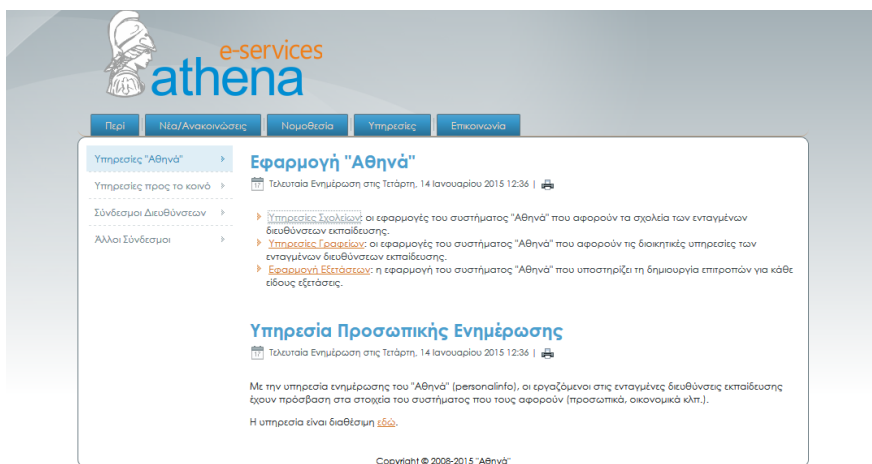 e-services
athena
Περί
Νέα/Ανακοινώσεις
Νομοθεσία
Υπηρεσίες
Επικοινωνία
Υπηρεσίες "Αθηνά"
Υπηρεσίες προς το κοινό
Σύνδεσμοι Διευθύνσεων
Άλλοι Σύνδεσμοι
Εφαρμογή "Αθηνά"
17 Τελευταία Ενημέρωση στις Τετάρτη, 14 Ιανουαρίου 2015 12:36 |
Υπηρεσίες Σχολείων: οι εφαρμογές του συστήματος "Αθηνά" που αφορούν τα σχολεία των ενταγμένων
διευθύνσεων εκπαίδευσης.
Υπηρεσίες Γραφείων: οι εφαρμογές του συστήματος "Αθηνά" που αφορούν τις διοικητικές υπηρεσίες των
ενταγμένων διευθύνσεων εκπαίδευσης.
Εφαρμογή Εξετάσεων: η εφαρμογή του συστήματος "Αθηνά" που υποστηρίζει τη δημιουργία επιτροπών για κάθε
είδους εξετάσεις.
Υπηρεσία Προσωπικής Ενημέρωσης
17 Τελευταία Ενημέρωση στις Τετάρτη, 14 Ιανουαρίου 2015 12:36 |
Με την υπηρεσία ενημέρωσης του "Αθηνά" (personalinfo), οι εργαζόμενοι στις ενταγμένες διευθύνσεις εκπαίδευσης
έχουν πρόσβαση στα στοιχεία του συστήματος που τους αφορούν (προσωπικά, οικονομικά κλπ.).
Η υπηρεσία είναι διαθέσιμη εδώ.
Copyright © 2008-2015 "Αθηνά"